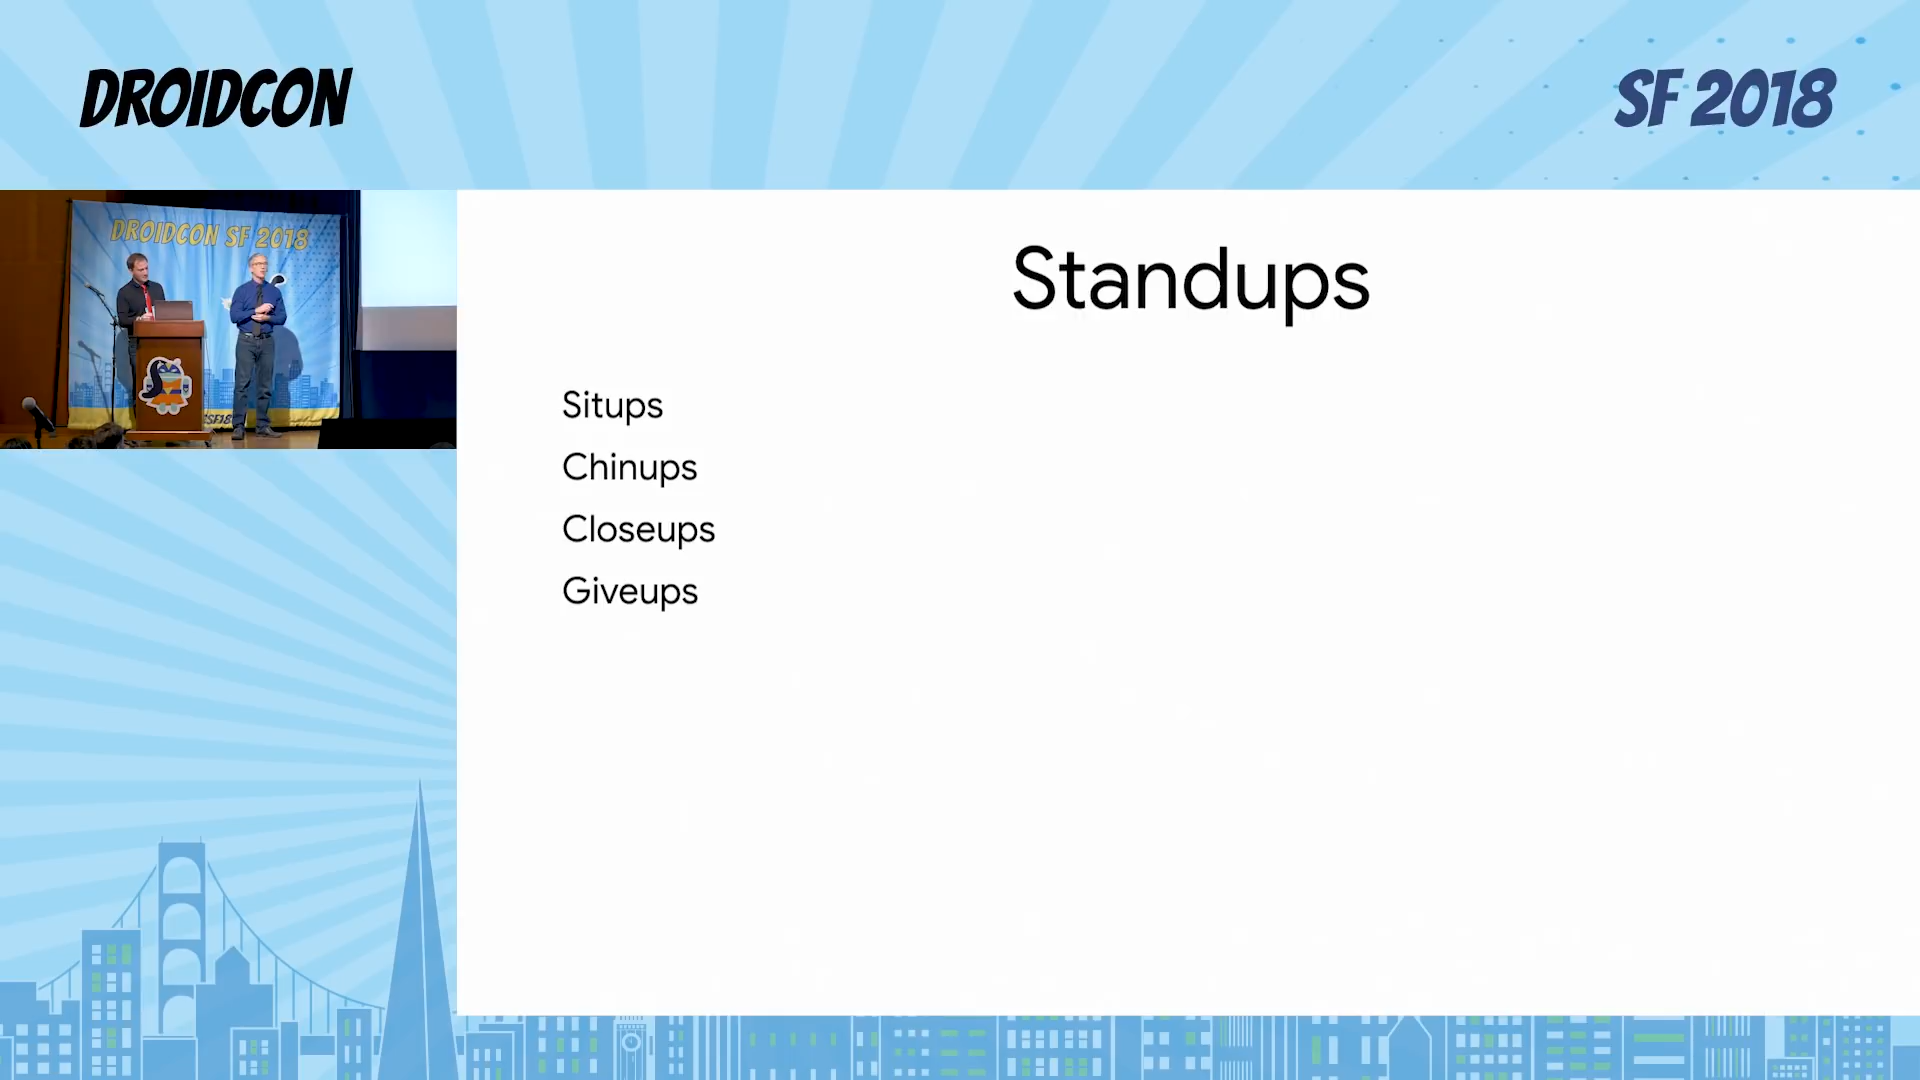 DROIDCON
SF 2018
DROIDCON SF 2018
Standups
Situps
Chinups
Closeups
Giveups